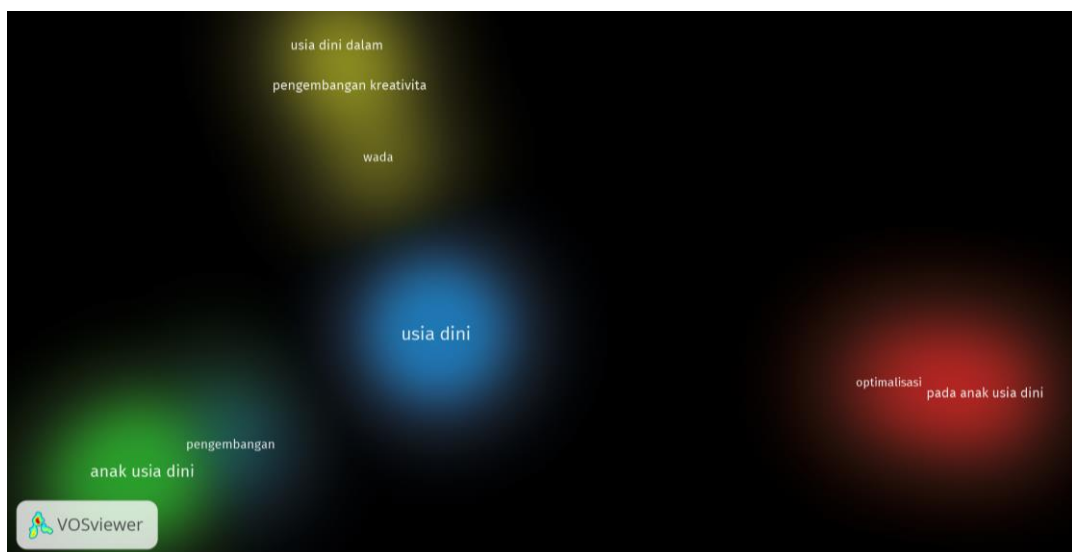 usia dini dalam
pengembangan kreativita
wada
usia dini
optimalisasi
pada anak usia dini
pengembangan
anak usia dini
VOSviewer